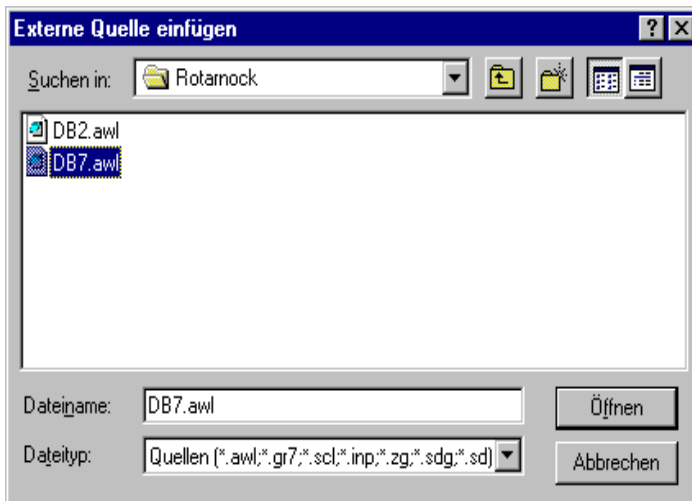 Externe Quelle einfügen
Suchen in: Rotarnock
DB2.awl
DB7.awl
Dateiname: DB7.awl Öffnen
Dateityp: Quellen (*.awl;*.gr7;*.scl;*.inp;*.zg;*.sdg;*.sd) Abbrechen